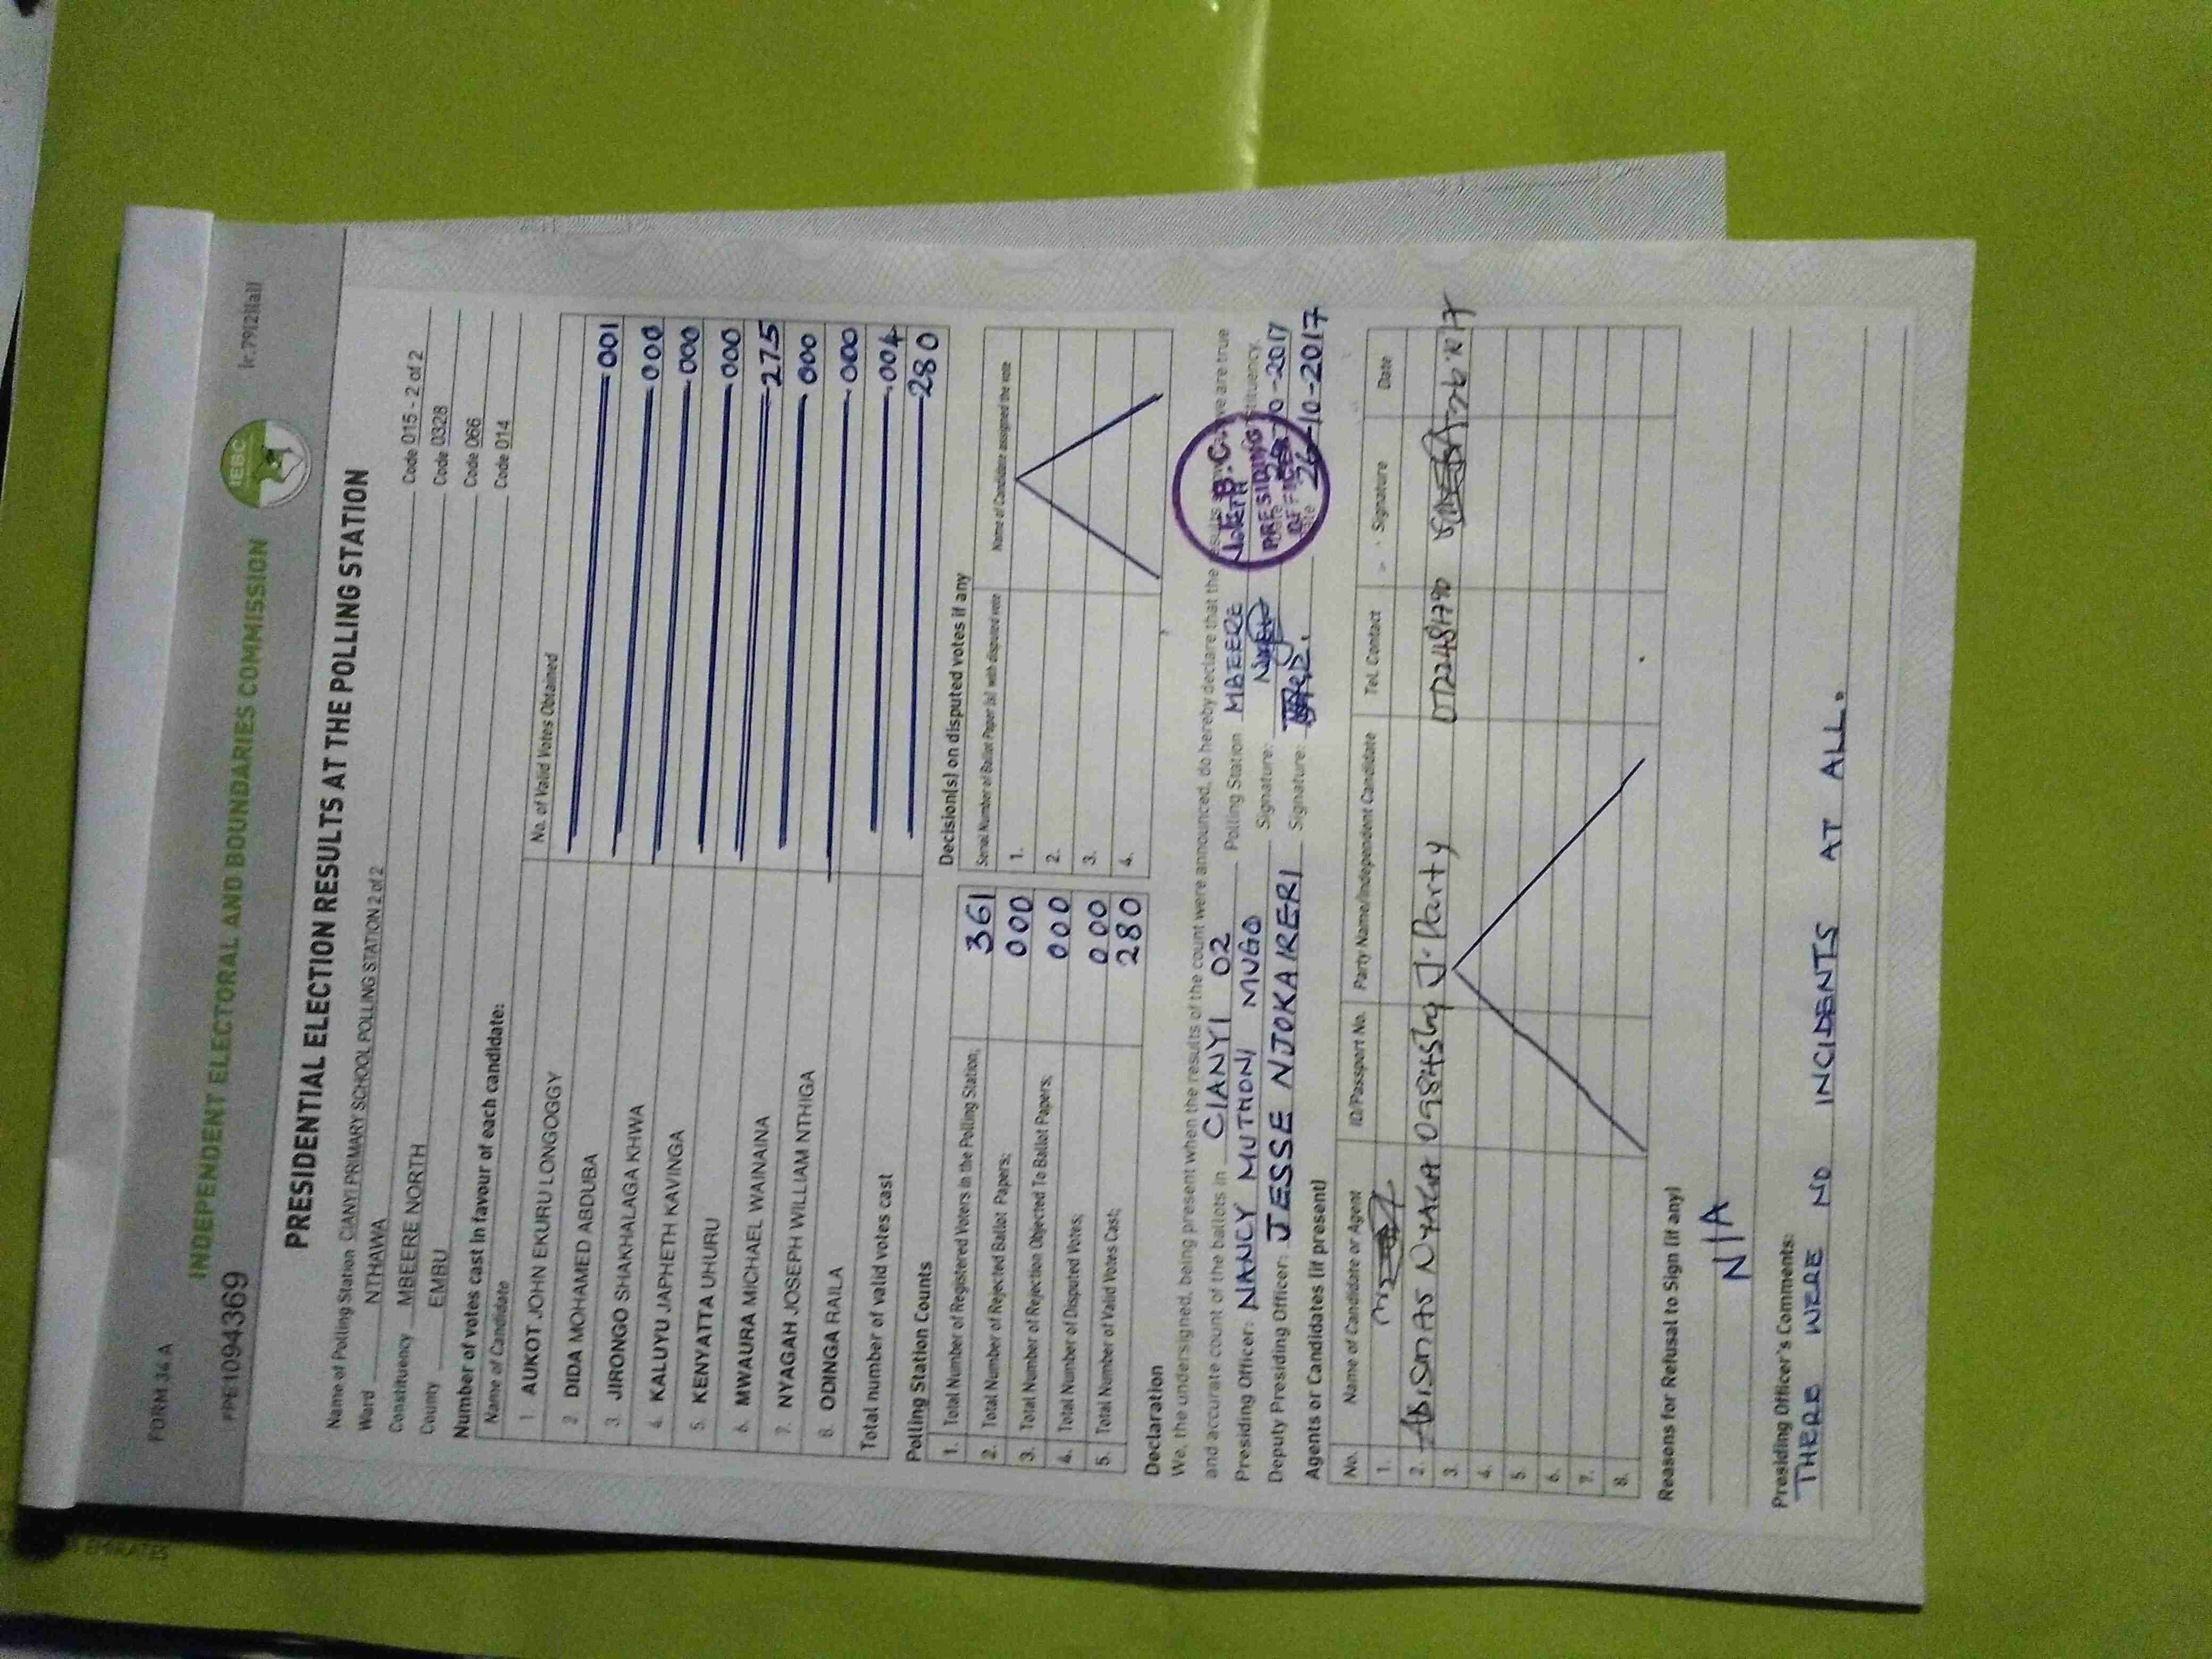 FORM 34 A
Ir.79(2)(a)]
PPE1094369
INDEPENDENT ELECTORAL AND BOUNDARIES COMMISSION
IEBC
PRESIDENTIAL ELECTION RESULTS AT THE POLLING STATION
Name of Polling Station CIANYI PRIMARY SCHOOL POLLING STATION 2 of 2 Code 015 - 2 of 2
Ward NTHAWA Code 0328
Constituency MBEERE NORTH Code 066
County EMBU Code 014
Number of votes cast in favour of each candidate:
Name of Candidate No. of Valid Votes Obtained
1. AUKOT JOHN EKURU LONGOGGY 001
2. DIDA MOHAMED ABDUBA 000
3. JIRONGO SHAKHALAGA KHWA 000
4. KALUYU JAPHETH KAVINGA 000
5. KENYATTA UHURU 275
6. MWAURA MICHAEL WAINAINA 000
7. NYAGAH JOSEPH WILLIAM NTHIGA 000
8. ODINGA RAILA 004
Total number of valid votes cast 280
Polling Station Counts
1. Total Number of Registered Voters in the Polling Station; 361
2. Total Number of Rejected Ballot Papers; 000
3. Total Number of Rejection Objected To Ballot Papers; 000
4. Total Number of Disputed Votes; 000
5. Total Number of Valid Votes Cast; 280
Decision(s) on disputed votes if any
Serial Number of Ballot Paper (s) with disputed vote Name of Candidate assigned the vote
1.
2.
3.
4.
Declaration
We, the undersigned, being present when the results of the count were announced, do hereby declare that the results above are true
and accurate count of the ballots in CIANYI 02 Polling Station MBEERE NORTH Constituency.
Presiding Officer: NANCY MUTHONI MUGO Signature: Date 10-2017
Deputy Presiding Officer: JESSE NJOKA IRERI Signature: Date 26-10-2017
I.E.B.C.
PRESIDING
OFFICER
Agents or Candidates (if present)
No. Name of Candidate or Agent ID/Passport No. Party Name/Independent Candidate Tel. Contact Signature Date
1.
2. NYAGA J. Party
3.
4.
5.
6.
7.
8.
Reasons for Refusal to Sign (if any)
N/A
Presiding Officer's Comments:
THERE WERE NO INCIDENTS AT ALL.
EMIRATES